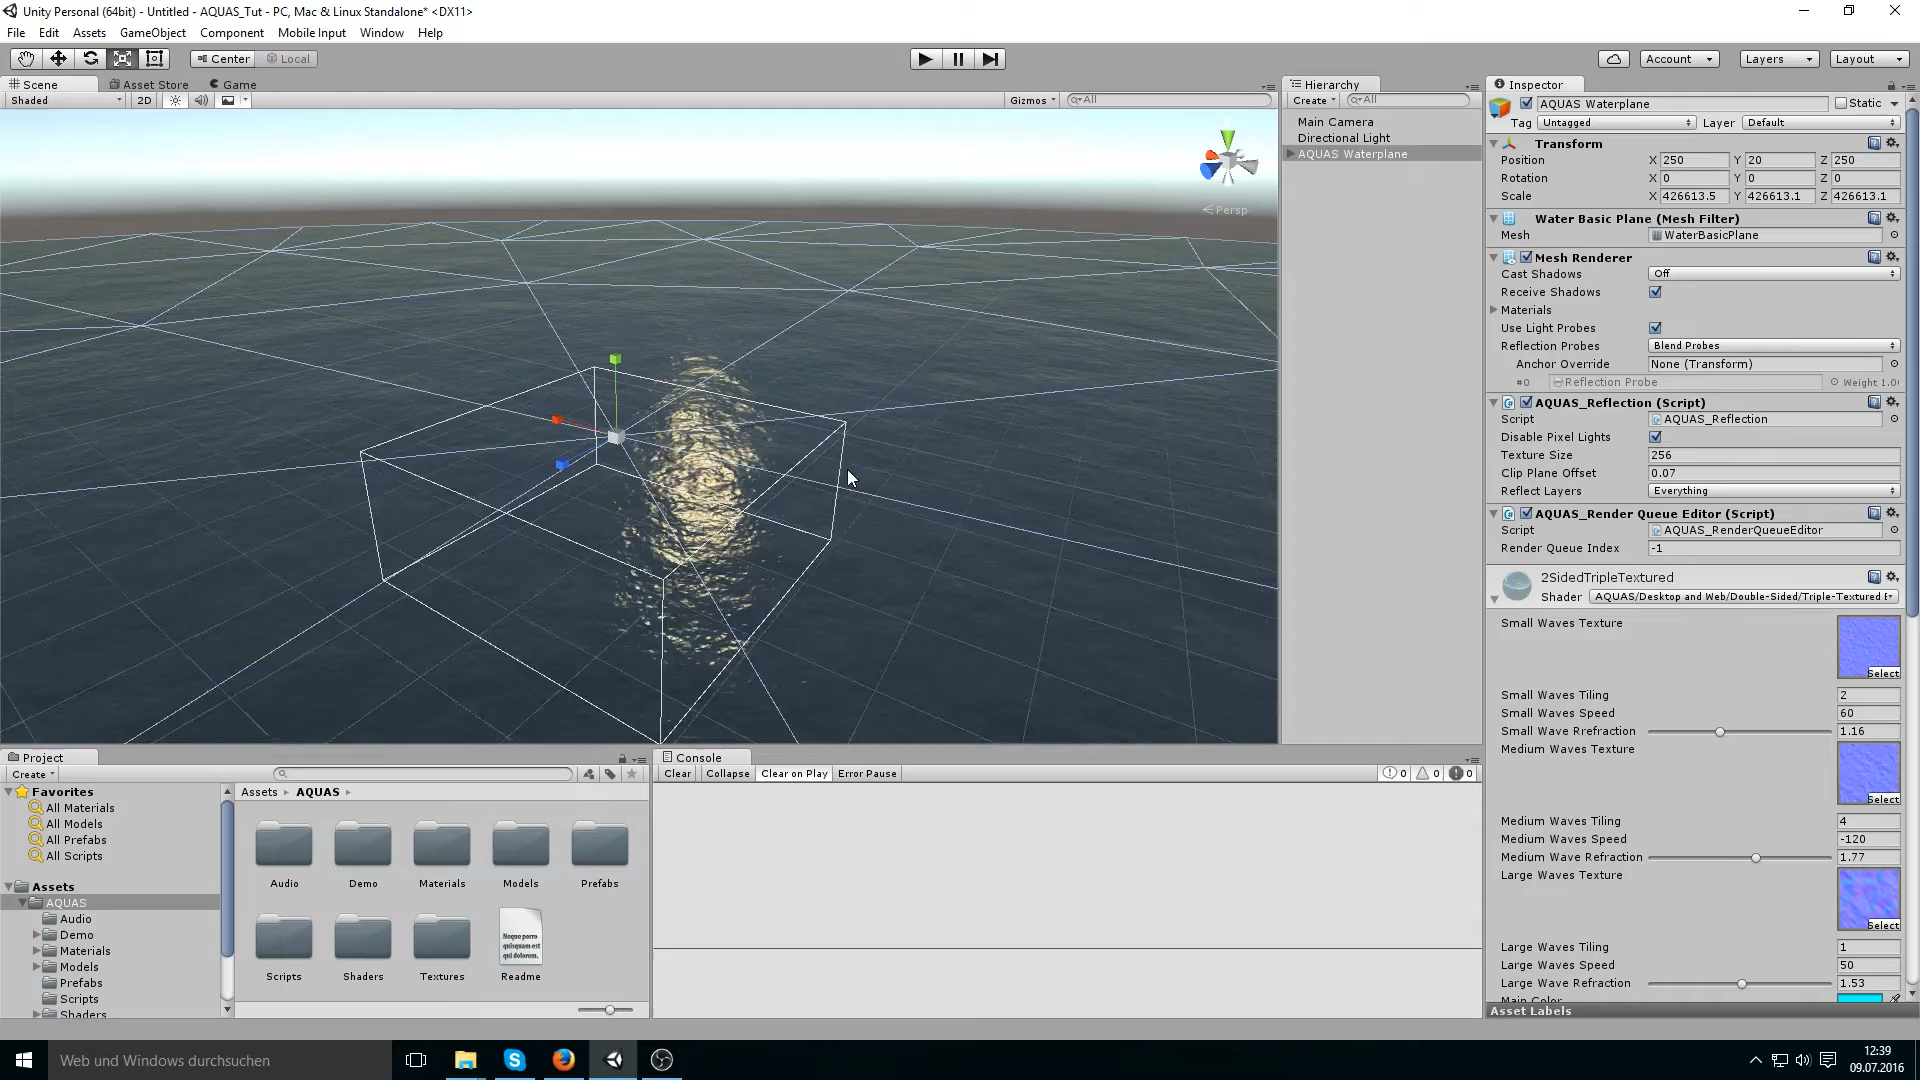 Unity Personal (64bit) - Untitled - AQUAS_Tut - PC, Mac & Linux Standalone* <DX11>
File Edit Assets GameObject Component Mobile Input Window Help
Center Local Account Layers Layout
Scene Asset Store Game
Shaded 2D Gizmos All
Persp
Hierarchy
Create All
Main Camera
Directional Light
AQUAS Waterplane
Inspector
AQUAS Waterplane Static
Tag Untagged Layer Default
Transform
Position X 250 Y 20 Z 250
Rotation X 0 Y 0 Z 0
Scale X 426613.5 Y 426613.1 Z 426613.1
Water Basic Plane (Mesh Filter)
Mesh WaterBasicPlane
Mesh Renderer
Cast Shadows Off
Receive Shadows
Materials
Use Light Probes
Reflection Probes Blend Probes
Anchor Override None (Transform)
#0 Reflection Probe Weight 1.0
AQUAS_Reflection (Script)
Script AQUAS_Reflection
Disable Pixel Lights
Texture Size 256
Clip Plane Offset 0.07
Reflect Layers Everything
AQUAS_Render Queue Editor (Script)
Script AQUAS_RenderQueueEditor
Render Queue Index -1
2SidedTripleTextured
Shader AQUAS/Desktop and Web/Double-Sided/Triple-Textured
Small Waves Texture
Select
Small Waves Tiling 2
Small Waves Speed 60
Small Wave Rrefraction 1.16
Medium Waves Texture
Select
Medium Waves Tiling 4
Medium Waves Speed -120
Medium Wave Refraction 1.77
Large Waves Texture
Select
Large Waves Tiling 1
Large Waves Speed 50
Large Wave Refraction 1.53
Main Color
Asset Labels
Project
Create
Favorites
All Materials
All Models
All Prefabs
All Scripts
Assets
AQUAS
Audio
Demo
Materials
Models
Prefabs
Scripts
Shaders
Assets AQUAS
Audio Demo Materials Models Prefabs
Neque porro
quisquam est
qui dolorem.
Scripts Shaders Textures Readme
Console
Clear Collapse Clear on Play Error Pause 0 0 0
Web und Windows durchsuchen
12:39
09.07.2016